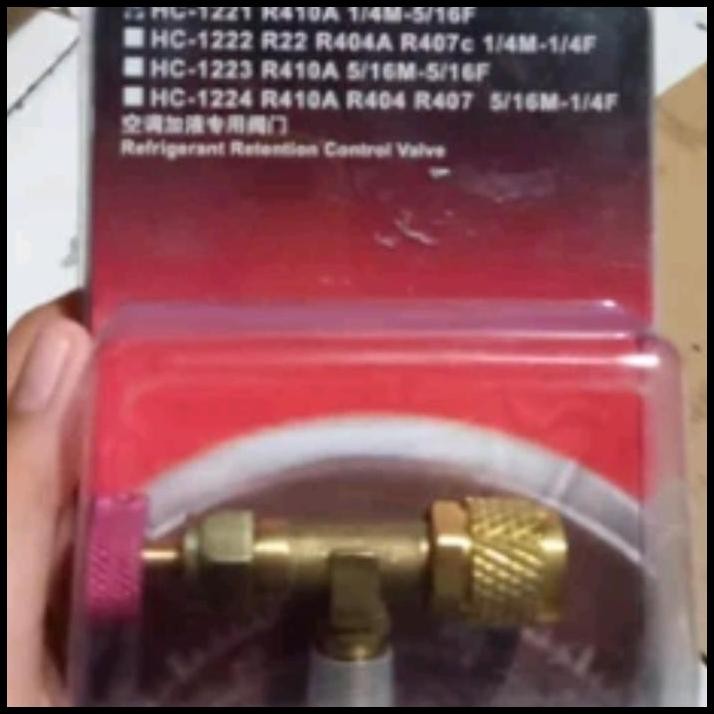 HC-1221 R410A 1/4M-5/16F
HC-1222 R22 R404A R407c 1/4M-1/4F
HC-1223 R410A 5/16M-5/16F
HC-1224 R410A R404 R407 5/16M-1/4F
空调加液专用阀门
Refrigerant Retention Control Valve